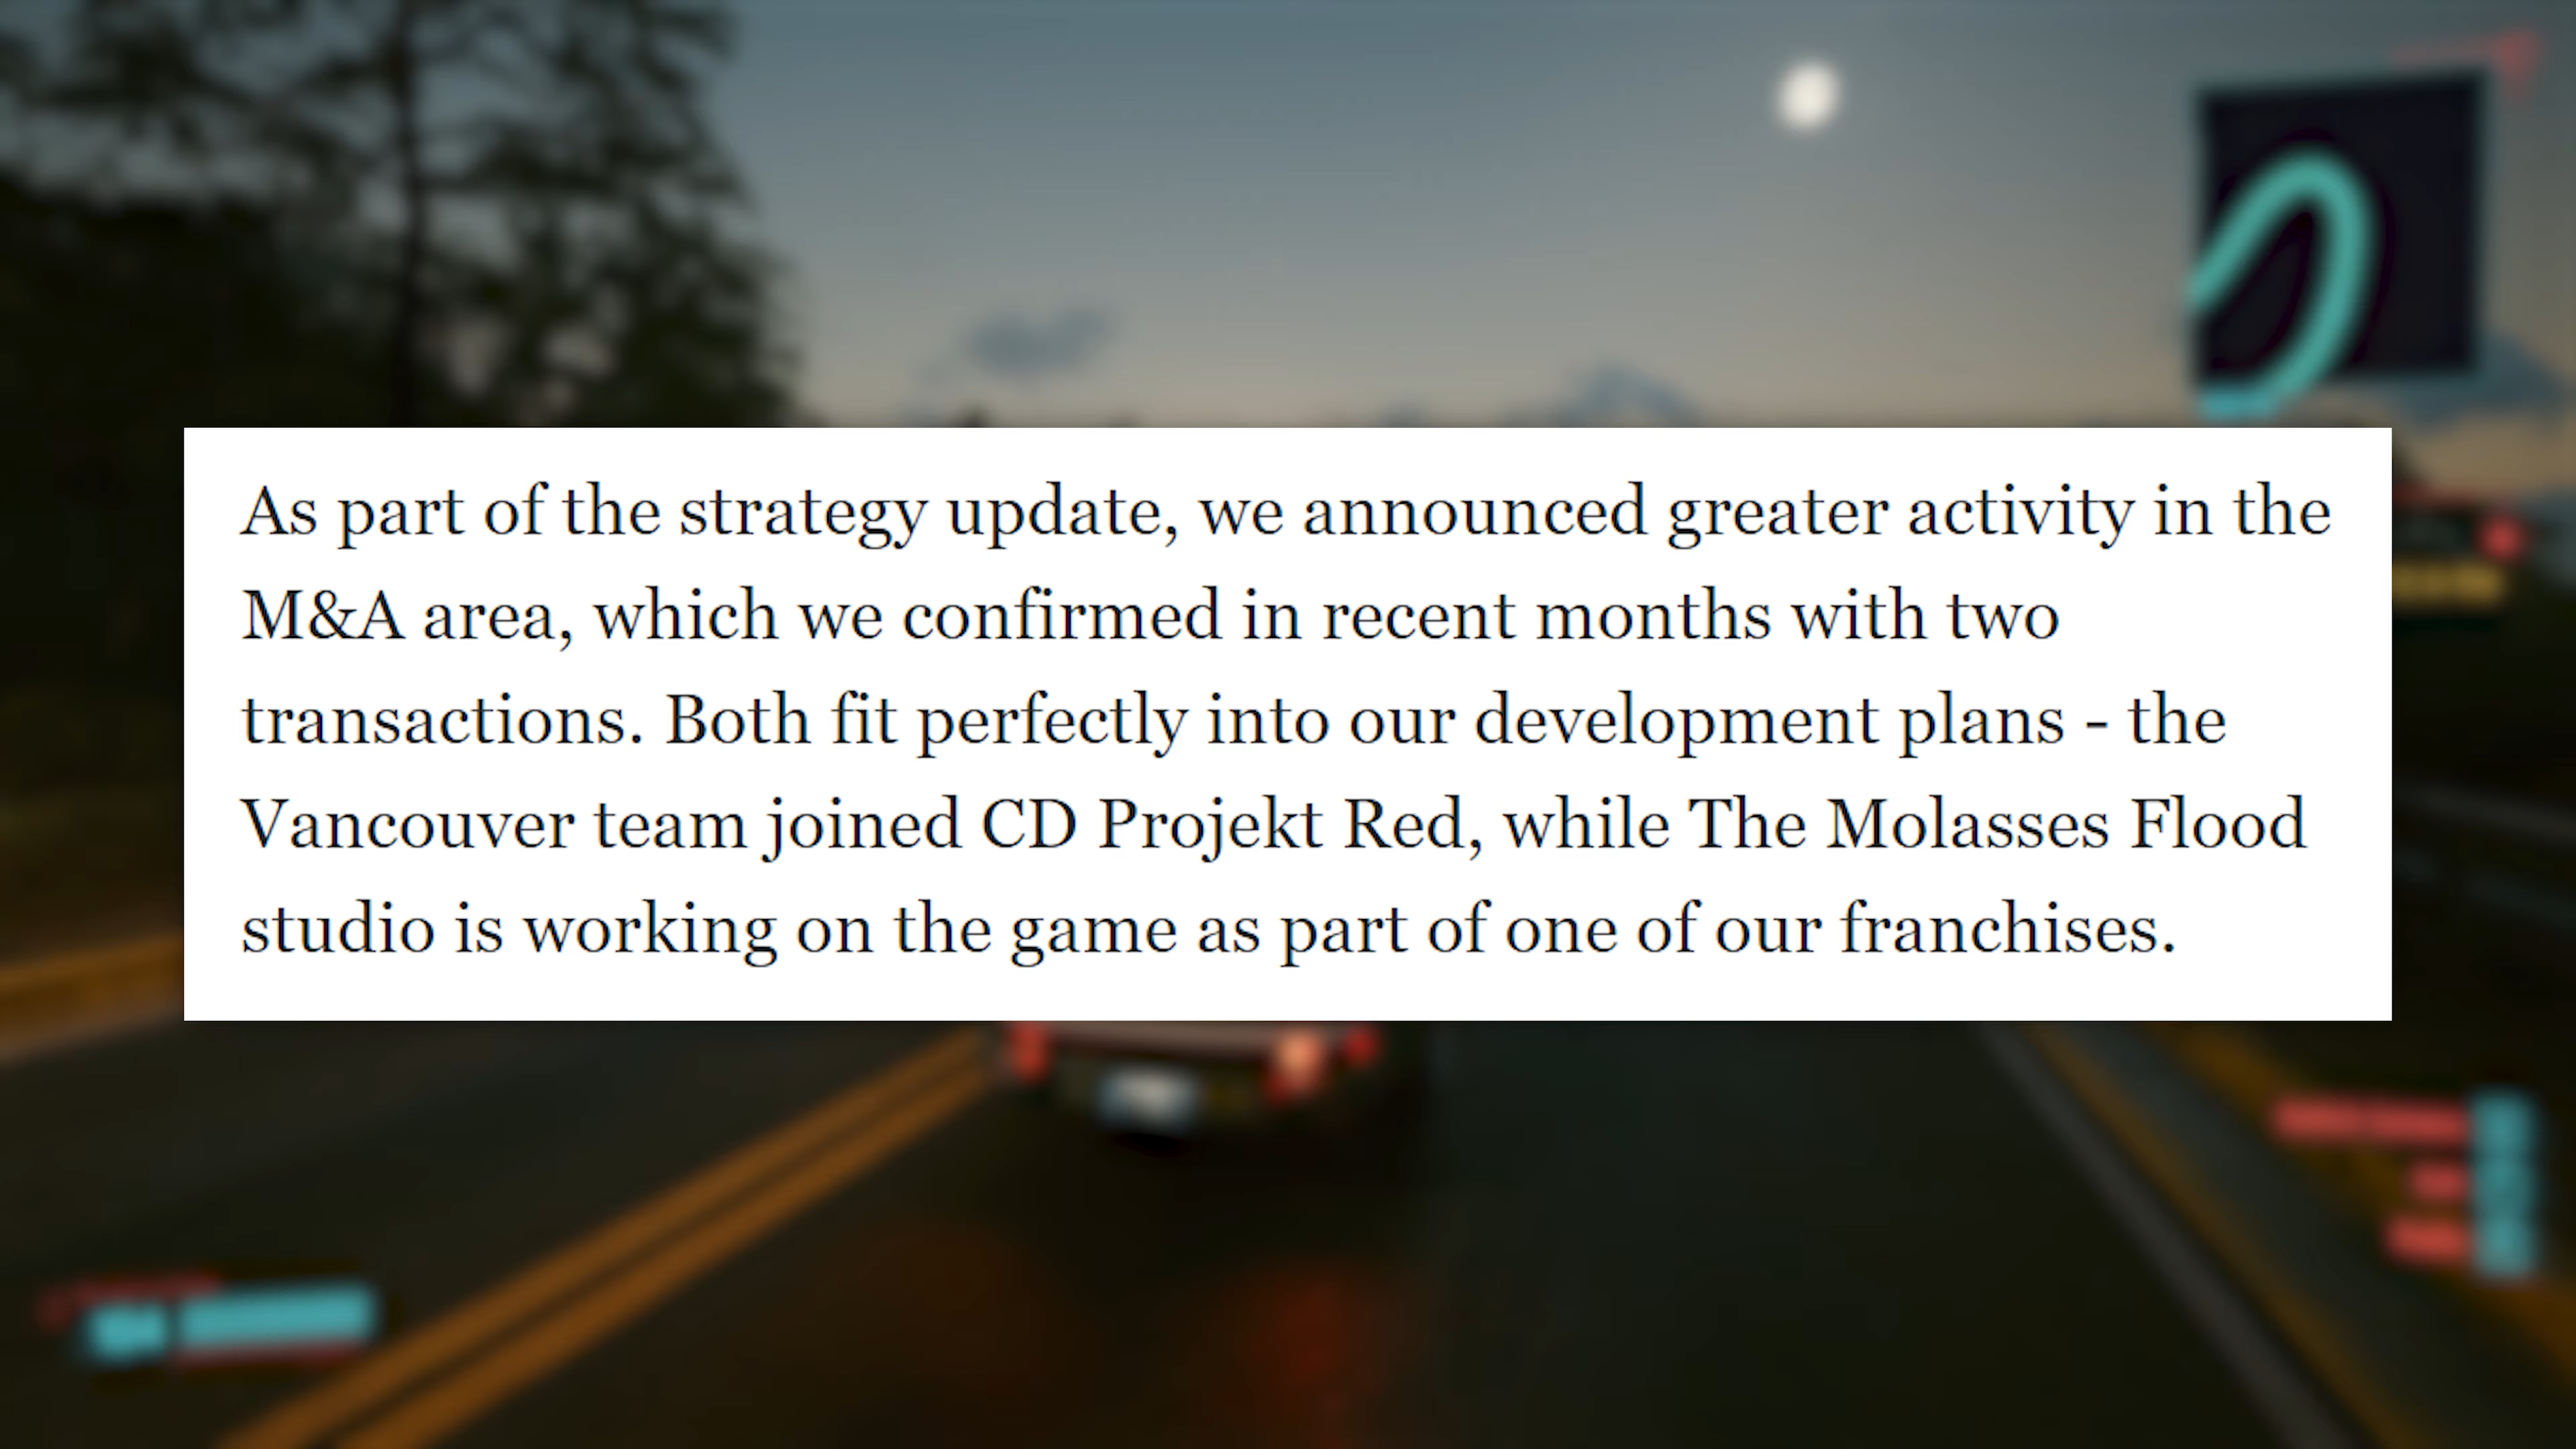 As part of the strategy update, we announced greater activity in the
M&A area, which we confirmed in recent months with two
transactions. Both fit perfectly into our development plans - the
Vancouver team joined CD Projekt Red, while The Molasses Flood
studio is working on the game as part of one of our franchises.